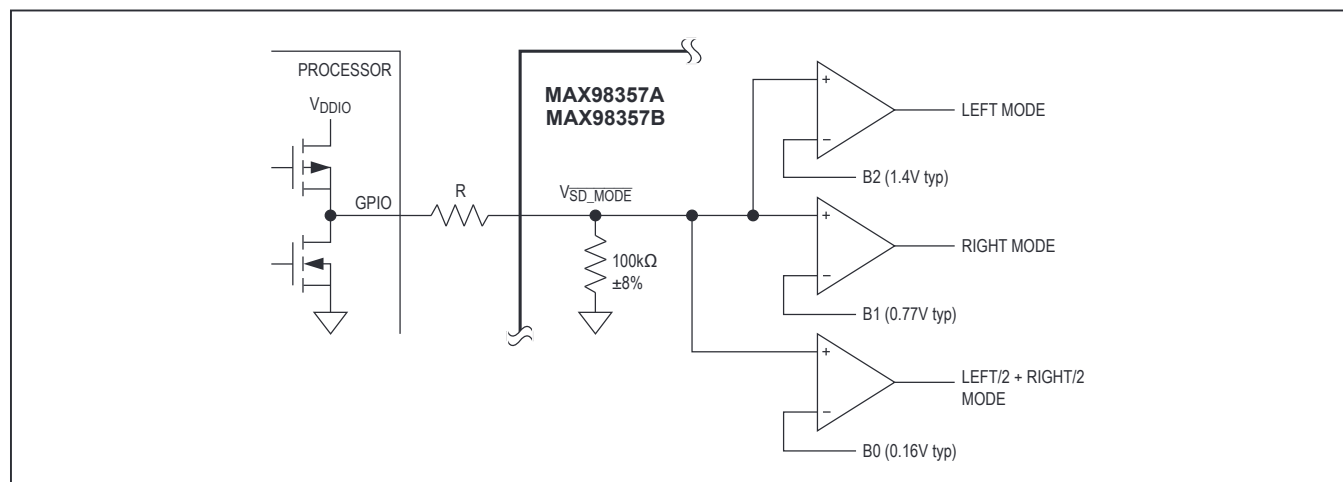 PROCESSOR
VDDIO
GPIO
R
MAX98357A
MAX98357B
VSD_MODE
100kΩ
±8%
+
−
LEFT MODE
B2 (1.4V typ)
+
−
RIGHT MODE
B1 (0.77V typ)
+
−
LEFT/2 + RIGHT/2
MODE
B0 (0.16V typ)